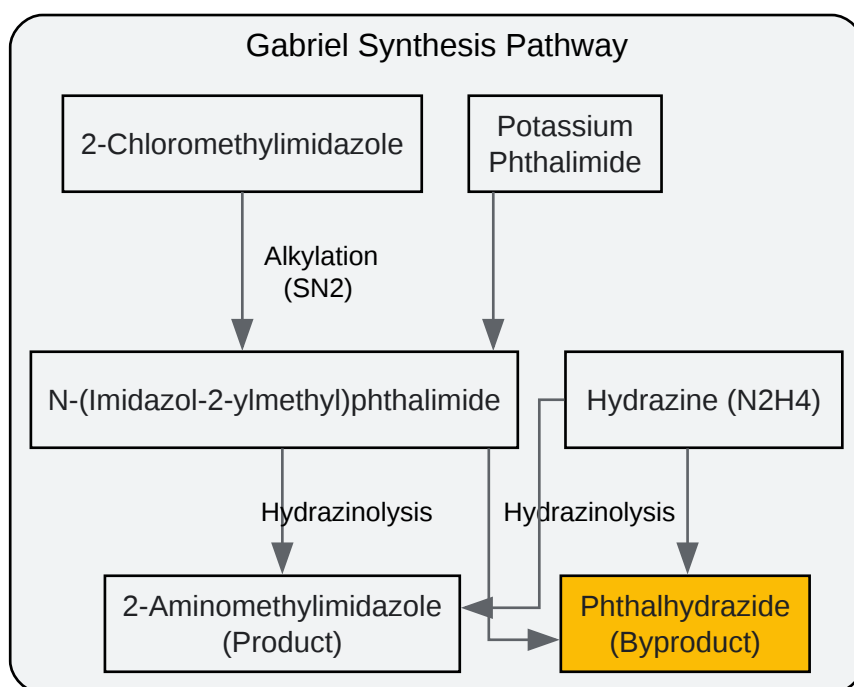 Gabriel Synthesis Pathway
2-Chloromethylimidazole
Potassium
Phthalimide
Alkylation
(SN2)
N-(Imidazol-2-ylmethyl)phthalimide
Hydrazine (N2H4)
Hydrazinolysis
Hydrazinolysis
2-Aminomethylimidazole
(Product)
Phthalhydrazide
(Byproduct)